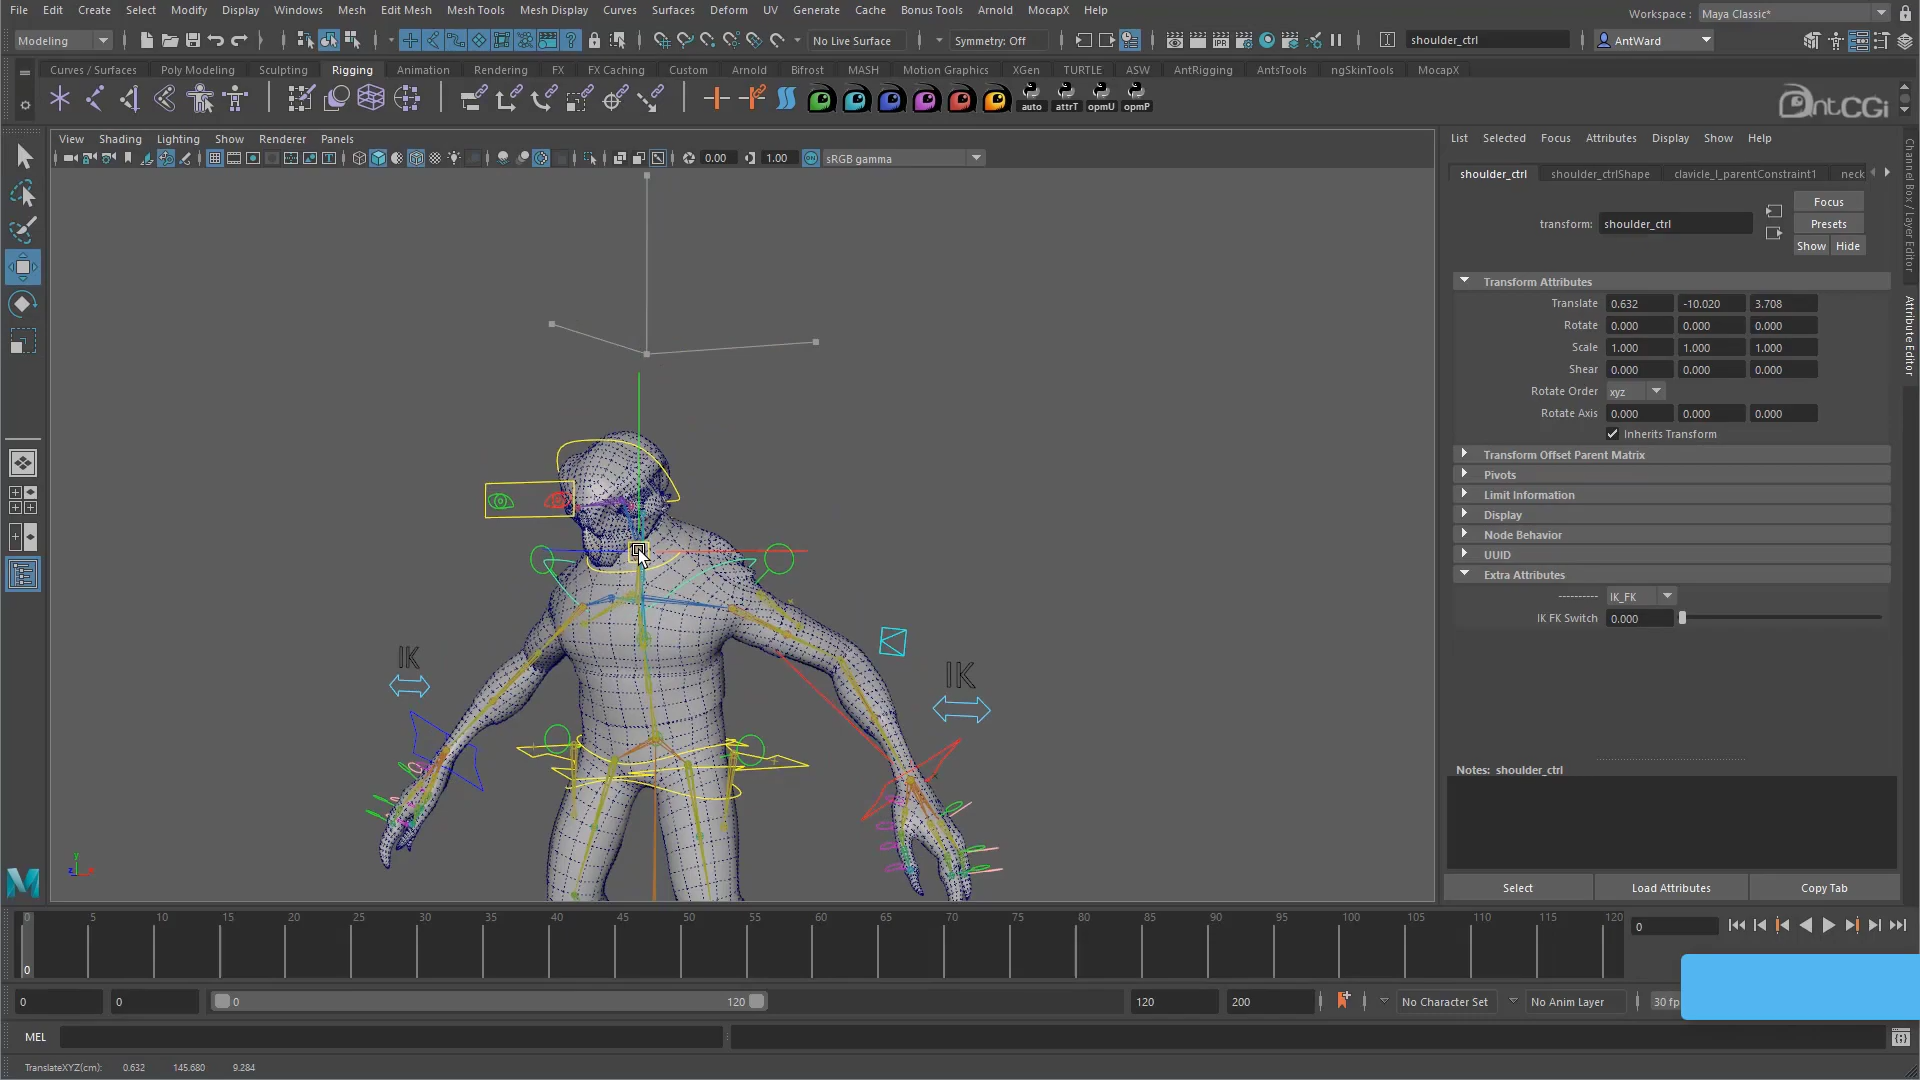 File Edit Create Select Modify Display Windows Mesh Edit Mesh Mesh Tools Mesh Display Curves Surfaces Deform UV Generate Cache Bonus Tools Arnold MocapX Help
Workspace : Maya Classic*
Modeling No Live Surface Symmetry: Off shoulder_ctrl AntWard
Curves / Surfaces Poly Modeling Sculpting Rigging Animation Rendering FX FX Caching Custom Arnold Bifrost MASH Motion Graphics XGen TURTLE ASW AntRigging AntsTools ngSkinTools MocapX
auto attrT opmU opmP
AntCGi
View Shading Lighting Show Renderer Panels
0.00 1.00 ON sRGB gamma
List Selected Focus Attributes Display Show Help
shoulder_ctrl shoulder_ctrlShape clavicle_l_parentConstraint1 neck
Focus
transform: shoulder_ctrl Presets
Show Hide
Transform Attributes
Translate 0.632 -10.020 3.708
Rotate 0.000 0.000 0.000
Scale 1.000 1.000 1.000
Shear 0.000 0.000 0.000
Rotate Order xyz
Rotate Axis 0.000 0.000 0.000
Inherits Transform
Transform Offset Parent Matrix
Pivots
Limit Information
Display
Node Behavior
UUID
Extra Attributes
---------- IK_FK
IK FK Switch 0.000
Notes: shoulder_ctrl
Select Load Attributes Copy Tab
Channel Box / Layer Editor
Attribute Editor
IK
IK
y
z x
0 5 10 15 20 25 30 35 40 45 50 55 60 65 70 75 80 85 90 95 100 105 110 115 120
0
0
0 0 0 120 120 200 No Character Set No Anim Layer 30 fp
MEL
TranslateXYZ(cm): 0.632 145.680 9.284